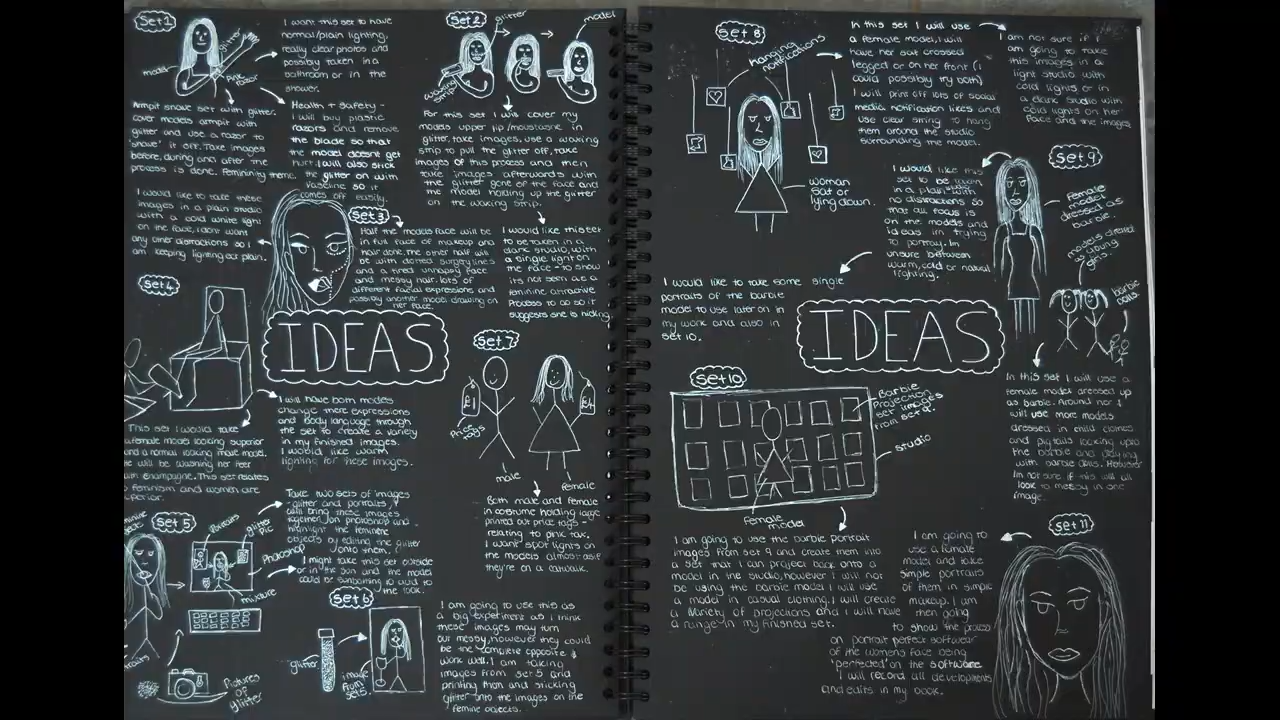 Set 1
glitter
model
pink razor
I want this set to have
normal/plain lighting,
really clear photos and
possibly taken in a
bathroom or in the
shower.
Armpit shave set with glitter.
cover models armpit with
glitter and use a razor to
'shave' it off. Take images
before, during and after the
process is done. Femininity theme.
Health + safety -
I will buy plastic
razors and remove
the blade so that
the model doesnt get
hurt. I will also stick
the glitter on with
vaseline so it
comes off easily.
Set 2
glitter
model
waxing strip
For this set I will cover my
models upper lip/moustache in
glitter, take images, use a waxing
strip to pull the glitter off, take
images of this process and then
take images afterwards with
the glitter gone of the face and
the model holding up the glitter
on the waxing strip.
I would like this set
to be taken in a
dark studio, with
a single light on
the face - to show
its not seen as a
feminine attractive
process to do so it
suggests she is hiding.
Set 3
I would like to take these
images in a plain studio
with a cold white light
on the face, I dont want
any other distractions so I
am keeping lighting our plain.
Half the models face will be
in full face of makeup and
hair done, the other half will
be with dotted surgery lines
and a tired unhappy face
and messy hair. lots of
different facial expressions and
possibly another model drawing on
her face.
Set 4
This set I would take
a female model looking superior
and a normal looking male model.
He will be washing her feet
with champagne. This set relates
to feminism and women are
superior.
I will have both models
change there expressions
and body language through
the set to create a variety
in my finished images.
I would like warm
lighting for these images.
IDEAS
Set 7
£1
£4
Price tags
male
female
Both male and female
in costume holding large
printed out price tags -
relating to pink tax.
I want spot lights on
the models almost as if
they're on a catwalk.
Set 5
Portraits
glitter pic
Photoshop
mixture
Pictures of
glitter
Take two sets of images
glitter and portraits, I
will bring these images
together on photoshop and
highlight the feminine
objects by editing the glitter
onto them.
I might take this set outside
or in the sun and the model
could be sunbathing to add to
the look.
Set 6
glitter
image from set 5
I am going to use this as
a big experiment as I think
these images may turn
out messy, however they could
be the complete opposite &
work well. I am taking
images from set 5 and
printing them and sticking
glitter onto the images on the
femine objects.
Set 8
hanging
notifications
woman
sat or
lying down.
In this set I will use
a female model, I will
have her sat crossed
legged or on her front (I
could possibly try both)
I will print off lots of social
media notification likes and
use clear string to hang
them around the studio
surrounding the model.
I am not sure if I
am going to take
this images in a
light studio with
cold lights or in
a dark studio with
cold lights on her
face and the images.
Set 9
female
model
dressed as
barbie.
models dressed
as young
girls.
barbie
dolls.
I would like this
set to be taken
in a plain studio with
no distractions so
that all focus is
on the models and
ideas im trying
to portray. Im
unsure between
warm, cold or natural
lighting.
I would like to take some single
portraits of the barbie
model to use later on in
my work and also in
set 10.
In this set I will use a
female model dressed up
as barbie. Around her I
will use more models
dressed in child clothes
and pigtails looking upto
the barbie and playing
with barbie dolls. However
Im not sure if this will all
look to messy in one
image.
IDEAS
Set 10
Barbie
Projection
set images
from set 9.
studio
Female model
I am going to use the barbie portrait
images from set 9 and create them into
a set that I can project back onto a
model in the studio, however I will not
be using the barbie model I will use
a model in casual clothing. I will create
a variety of projections and I will have
a range in my finished set.
Set 11
I am going to
use a female
model and take
simple portraits
of them in simple
makeup. I am
then going
to show the process
on portrait perfect software
of the womens face being
'perfected' on the software.
I will record all developments
and edits in my book.